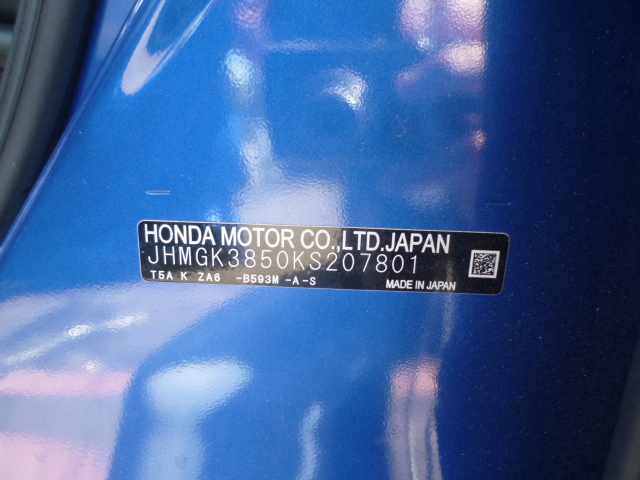 HONDA MOTOR CO.,LTD.JAPAN
JHMGK3850KS207801
T5A K ZA6 -B593M -A-S
MADE IN JAPAN